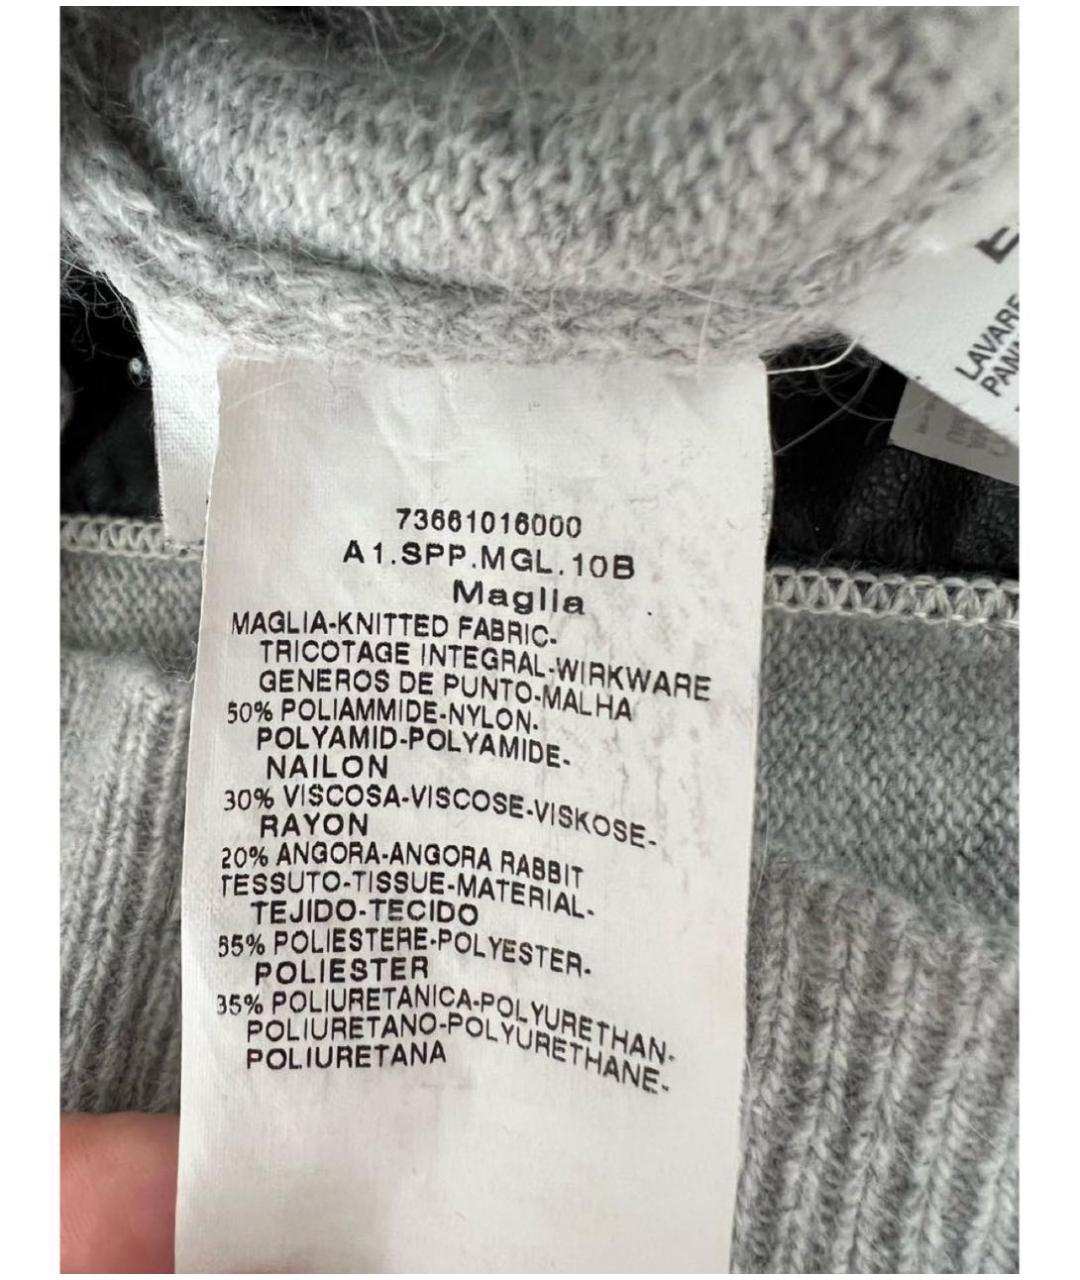 73661016000
A1.SPP.MGL.10B
Maglia
MAGLIA-KNITTED FABRIC-
TRICOTAGE INTEGRAL-WIRKWARE
GENEROS DE PUNTO-MALHA
50% POLIAMMIDE-NYLON-
POLYAMID-POLYAMIDE-
NAILON
30% VISCOSA-VISCOSE-VISKOSE-
RAYON
20% ANGORA-ANGORA RABBIT
TESSUTO-TISSUE-MATERIAL-
TEJIDO-TECIDO
65% POLIESTERE-POLYESTER-
POLIESTER
35% POLIURETANICA-POLYURETHAN-
POLIURETANO-POLYURETHANE-
POLIURETANA
LAVARE